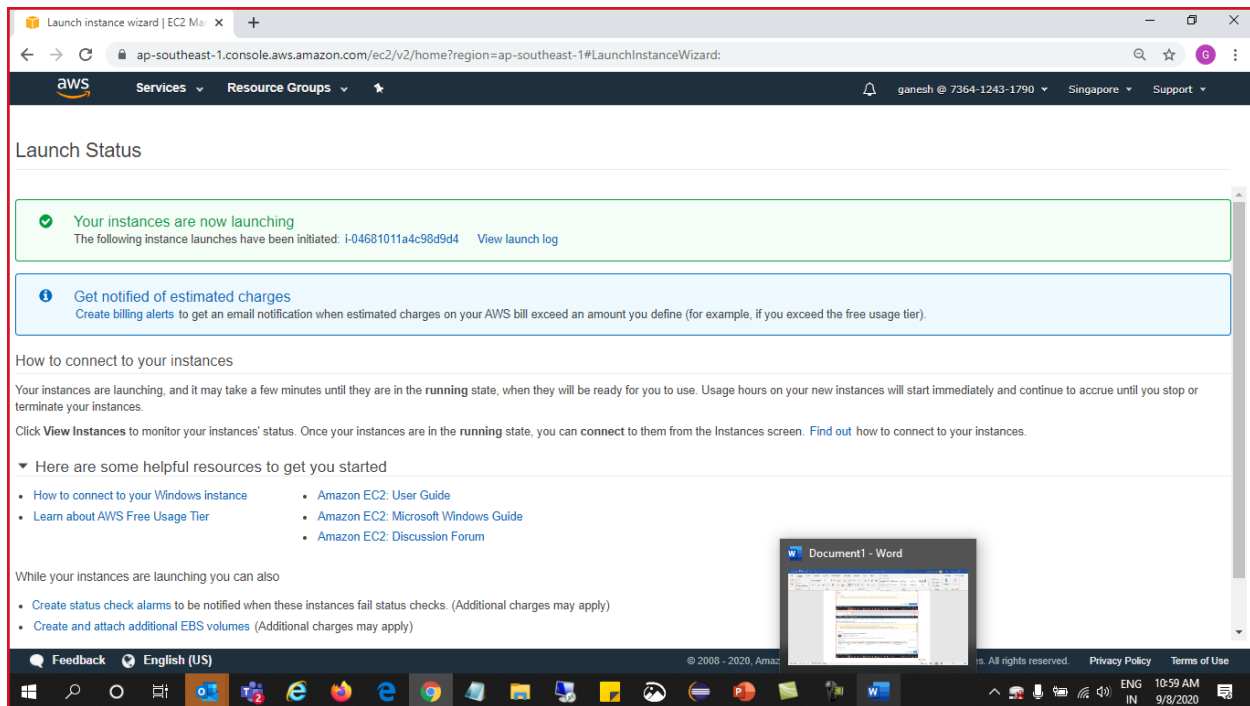 Launch instance wizard | EC2 Ma
ap-southeast-1.console.aws.amazon.com/ec2/v2/home?region=ap-southeast-1#LaunchInstanceWizard:
G
aws Services Resource Groups ganesh @ 7364-1243-1790 Singapore Support
Launch Status
Your instances are now launching
The following instance launches have been initiated: i-04681011a4c98d9d4 View launch log
Get notified of estimated charges
Create billing alerts to get an email notification when estimated charges on your AWS bill exceed an amount you define (for example, if you exceed the free usage tier).
How to connect to your instances
Your instances are launching, and it may take a few minutes until they are in the running state, when they will be ready for you to use. Usage hours on your new instances will start immediately and continue to accrue until you stop or
terminate your instances.
Click View Instances to monitor your instances' status. Once your instances are in the running state, you can connect to them from the Instances screen. Find out how to connect to your instances.
Here are some helpful resources to get you started
• How to connect to your Windows instance • Amazon EC2: User Guide
• Learn about AWS Free Usage Tier • Amazon EC2: Microsoft Windows Guide
• Amazon EC2: Discussion Forum
Document1 - Word
While your instances are launching you can also
• Create status check alarms to be notified when these instances fail status checks. (Additional charges may apply)
• Create and attach additional EBS volumes (Additional charges may apply)
Feedback English (US) © 2008 - 2020, Amaz s. All rights reserved. Privacy Policy Terms of Use
ENG 10:59 AM
IN 9/8/2020